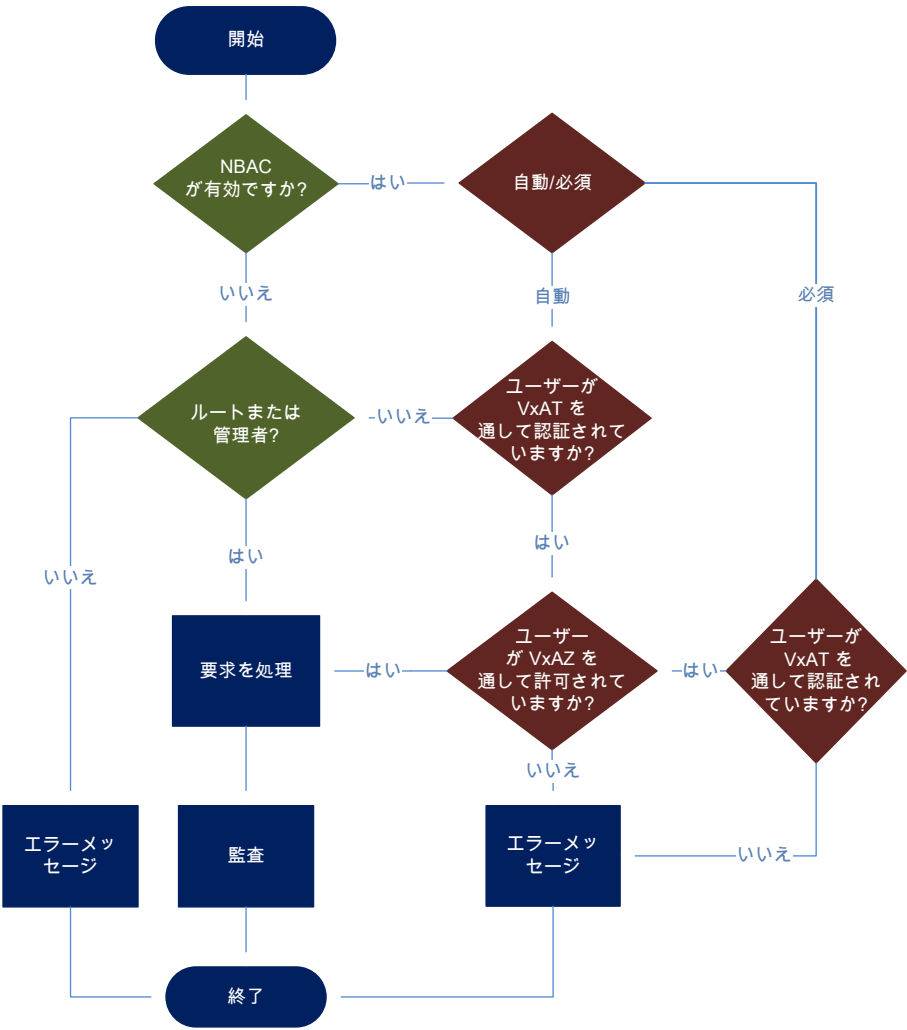 開始
NBAC
が有効ですか?
はい
自動/必須
いいえ
自動
必須
ルートまたは
管理者?
いいえ
ユーザーが
VxAT を
通して認証されて
いますか?
いいえ
はい
はい
要求を処理
はい
ユーザー
が VxAZ を
通して許可されて
いますか?
はい
ユーザーが
VxAT を
通して認証され
ていますか?
いいえ
エラーメッ
セージ
監査
エラーメッ
セージ
いいえ
終了